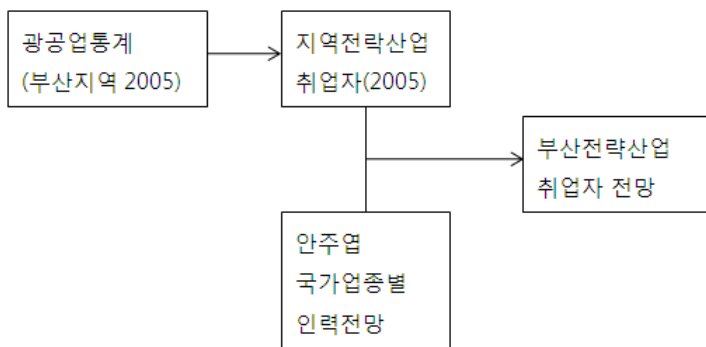 광공업통계
(부산지역 2005)
지역전락산업
취업자(2005)
부산전략산업
취업자 전망
안주엽
국가업종별
인력전망